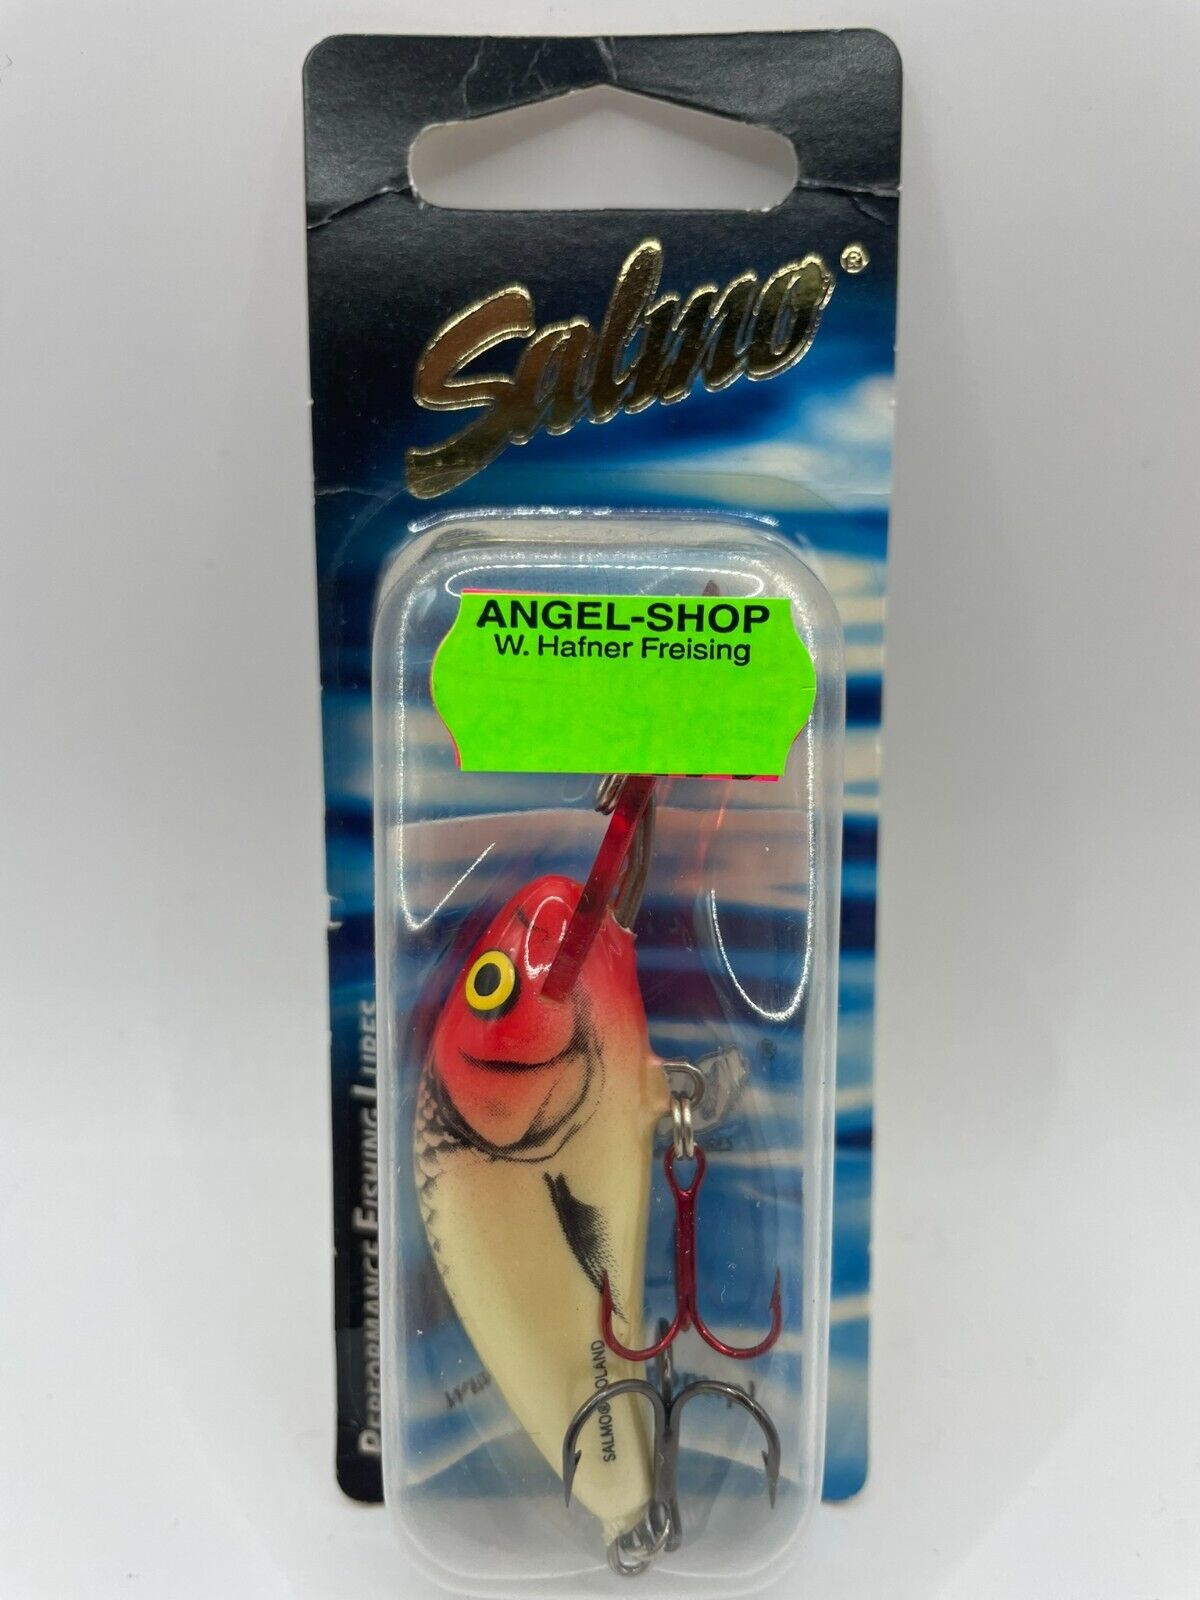 Salmo®
ANGEL-SHOP
W. Hafner Freising
PERFORMANCE FISHING LURES
SALMO® POLAND